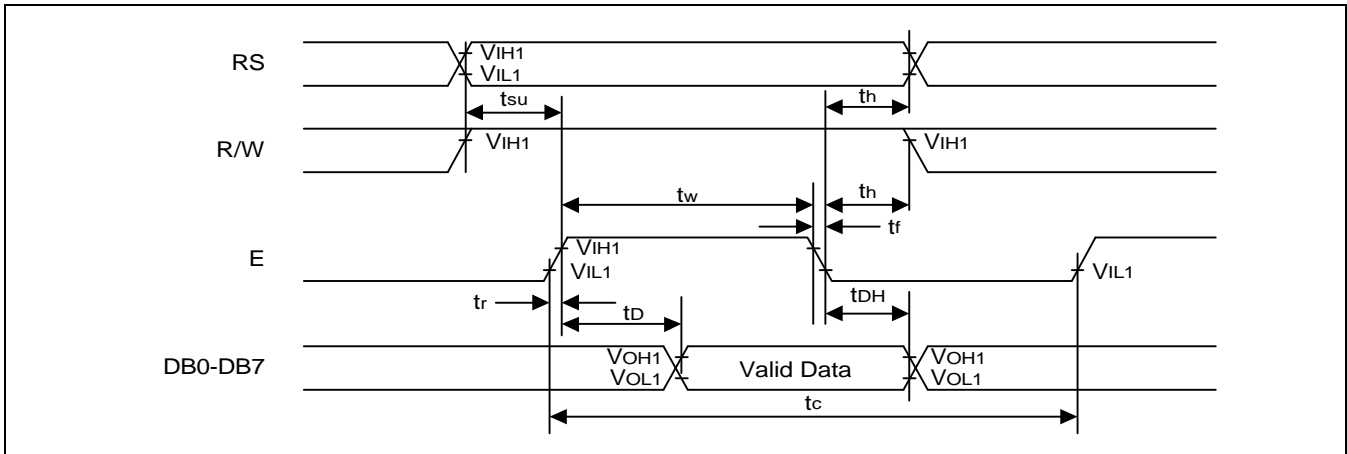 RS
VIH1
VIL1
tsu
th
R/W
VIH1
VIH1
tw
th
tf
E
VIH1
VIL1
VIL1
tr
tD
tDH
DB0-DB7
VOH1
VOL1
Valid Data
VOH1
VOL1
tc